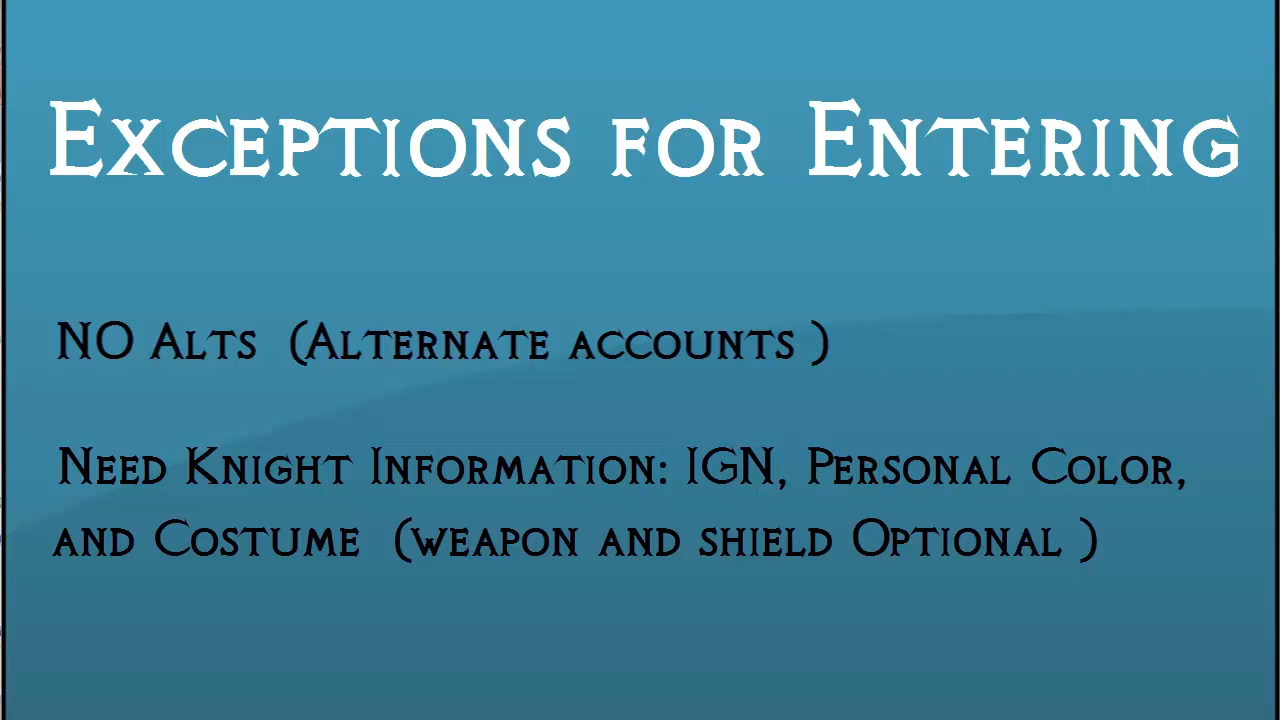 Exceptions for Entering
NO Alts (Alternate accounts )
Need Knight Information: IGN, Personal Color,
and Costume (weapon and shield Optional )